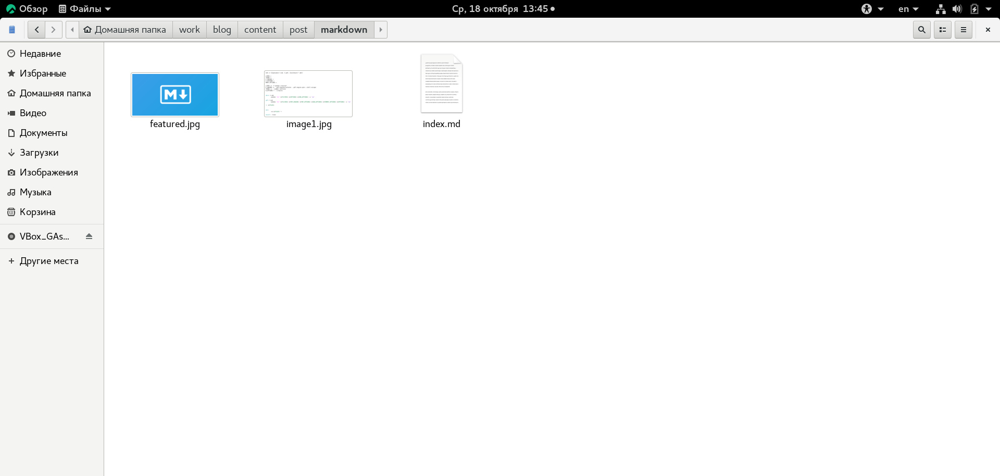 Обзор Файлы Ср, 18 октября 13:45 en
Домашняя папка work blog content post markdown
Недавние
Избранные
Домашняя папка
Видео
Документы
Загрузки
Изображения
Музыка
Корзина
VBox_GAs...
Другие места
M
featured.jpg image1.jpg index.md